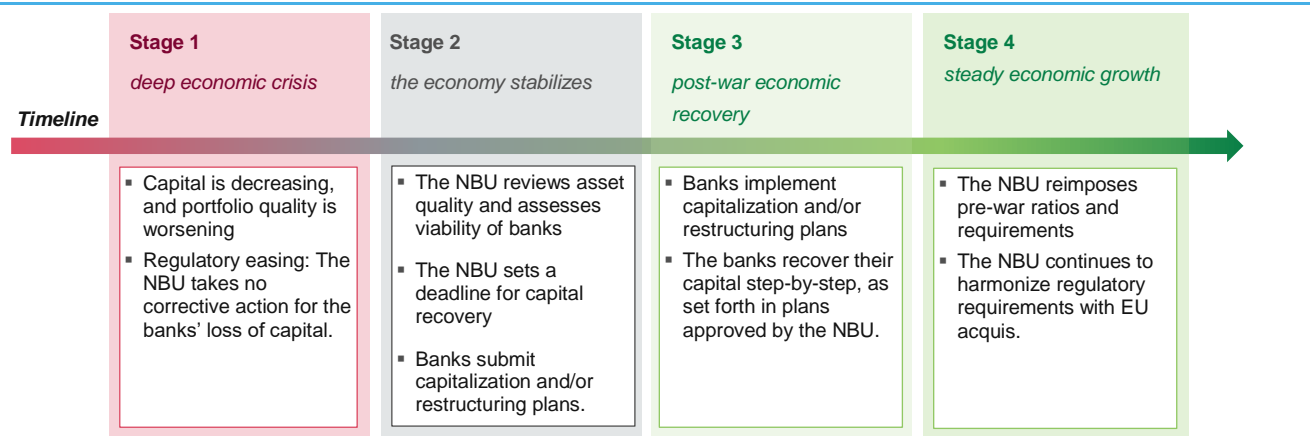 Stage 1
deep economic crisis
Stage 2
the economy stabilizes
Stage 3
post-war economic
recovery
Stage 4
steady economic growth
Timeline
▪ Capital is decreasing,
and portfolio quality is
worsening
▪ Regulatory easing: The
NBU takes no
corrective action for the
banks’ loss of capital.
▪ The NBU reviews asset
quality and assesses
viability of banks
▪ The NBU sets a
deadline for capital
recovery
▪ Banks submit
capitalization and/or
restructuring plans.
▪ Banks implement
capitalization and/or
restructuring plans
▪ The banks recover their
capital step-by-step, as
set forth in plans
approved by the NBU.
▪ The NBU reimposes
pre-war ratios and
requirements
▪ The NBU continues to
harmonize regulatory
requirements with EU
acquis.